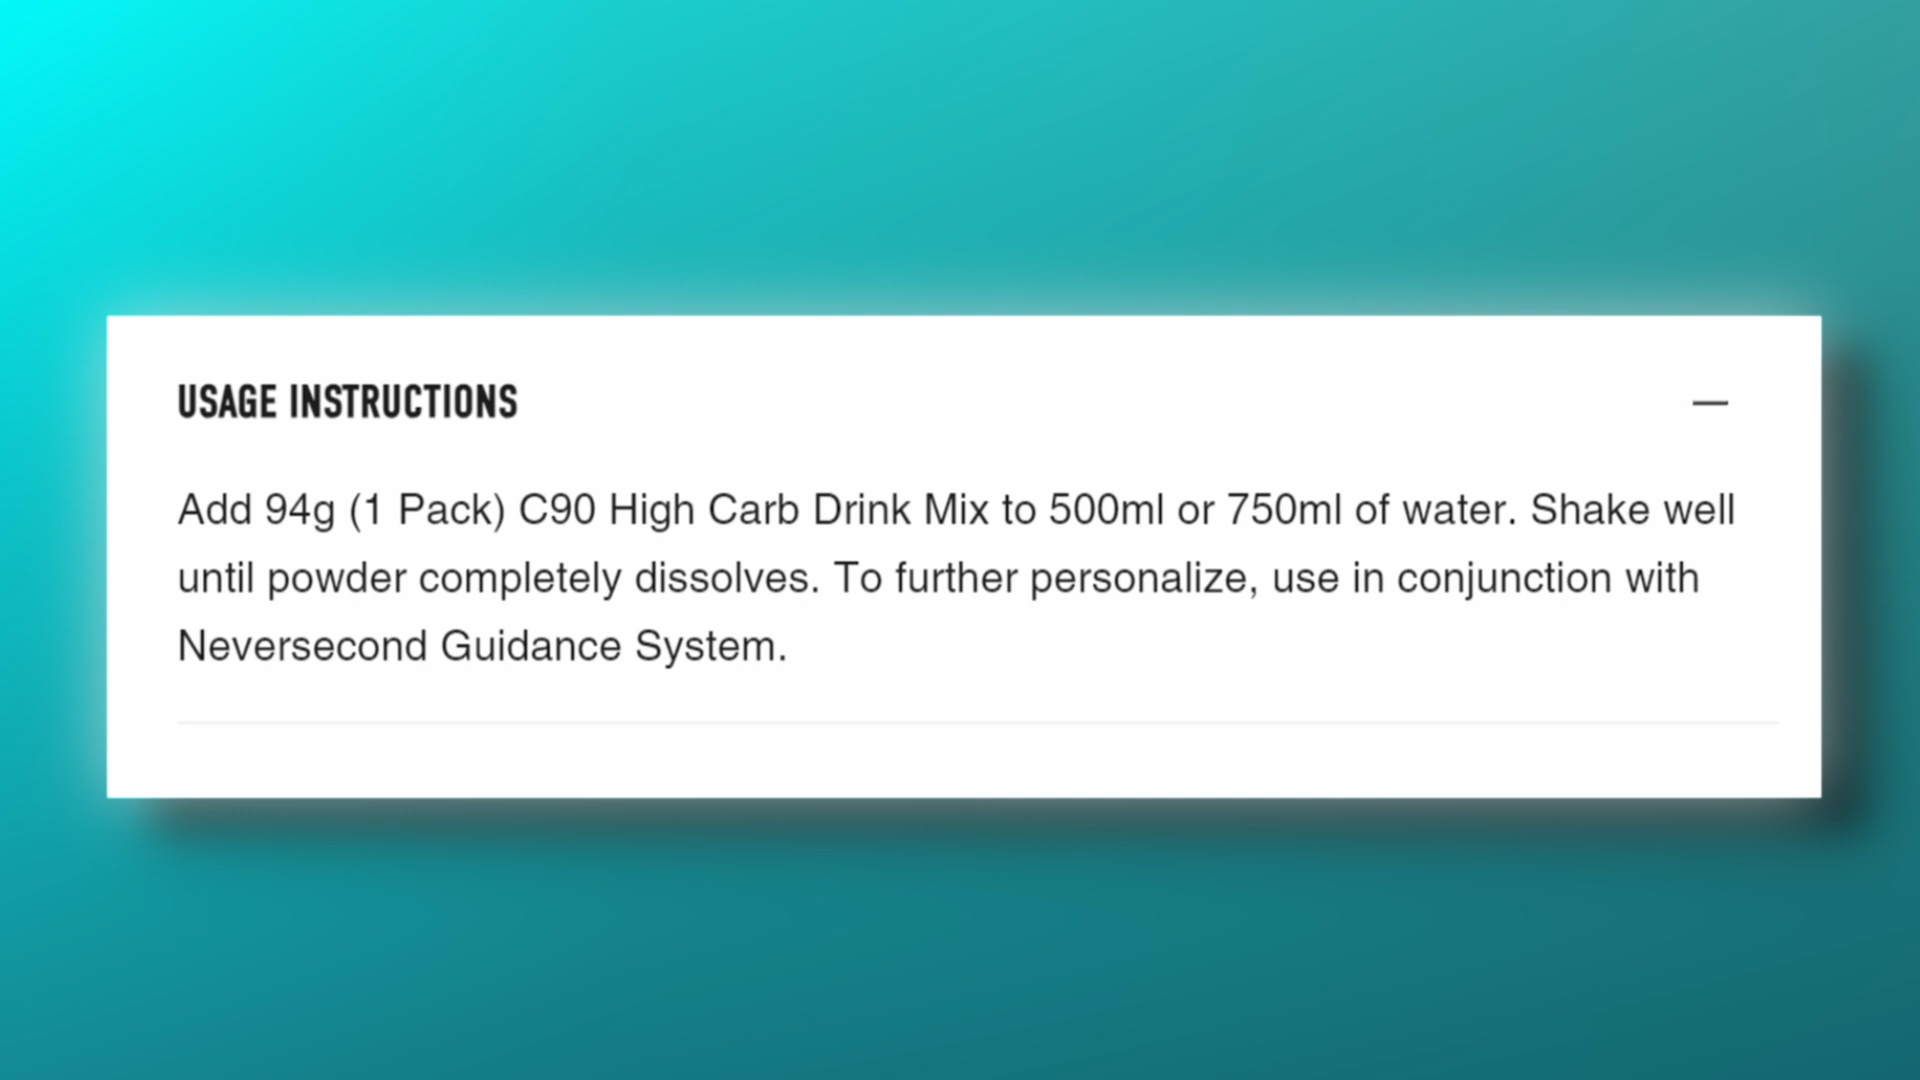 USAGE INSTRUCTIONS
Add 94g (1 Pack) C90 High Carb Drink Mix to 500ml or 750ml of water. Shake well
until powder completely dissolves. To further personalize, use in conjunction with
Neversecond Guidance System.